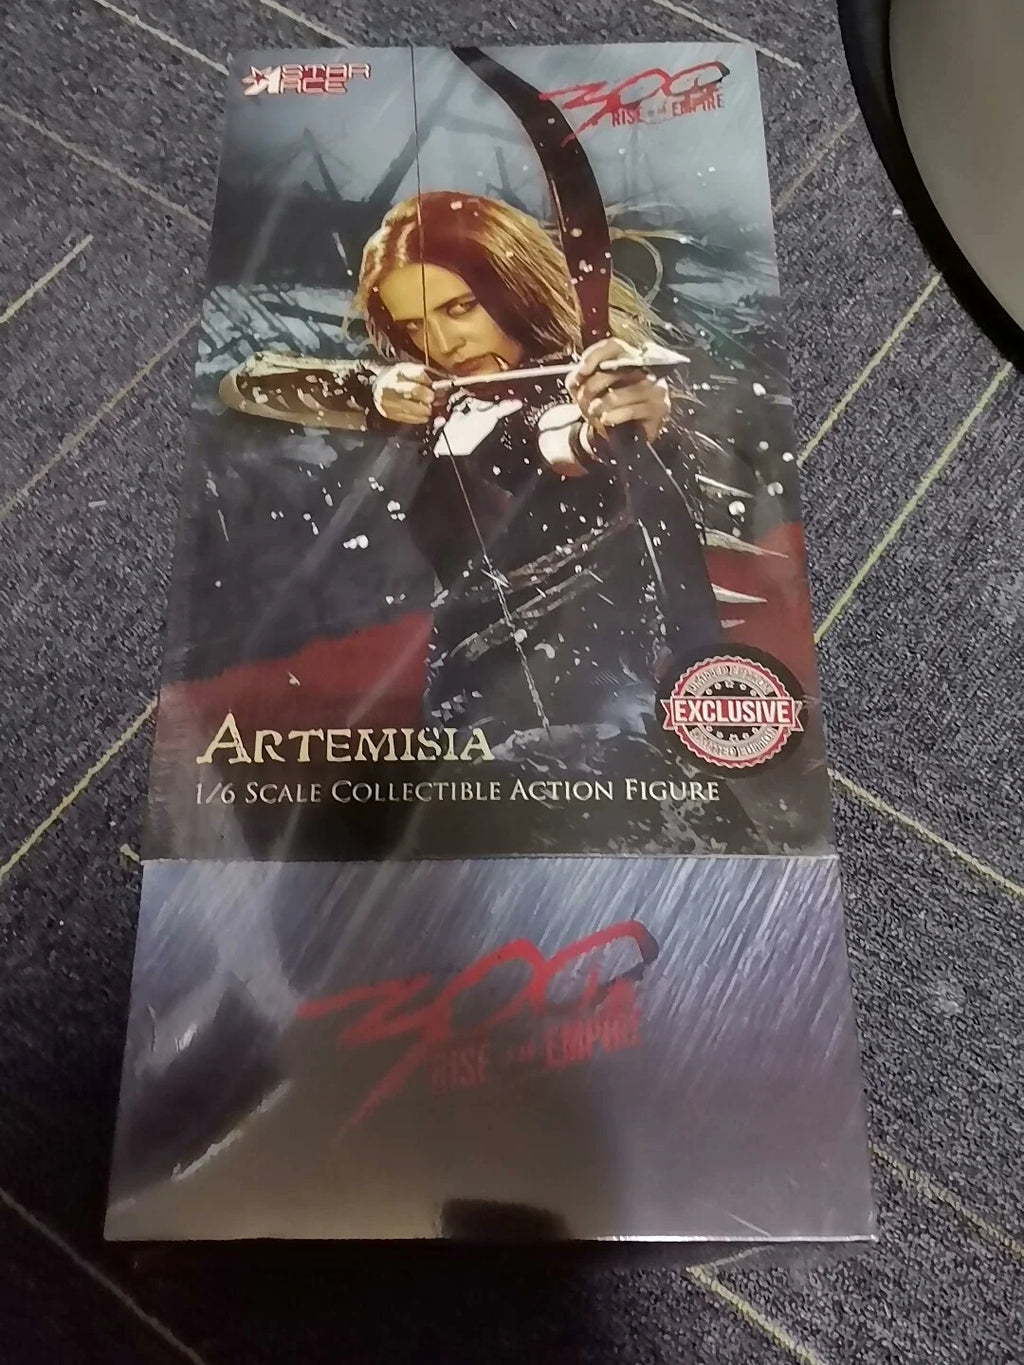 STAR
ACE
300
RISE OF AN EMPIRE
EXCLUSIVE
ARTEMISIA
1/6 SCALE COLLECTIBLE ACTION FIGURE
300
RISE OF AN EMPIRE